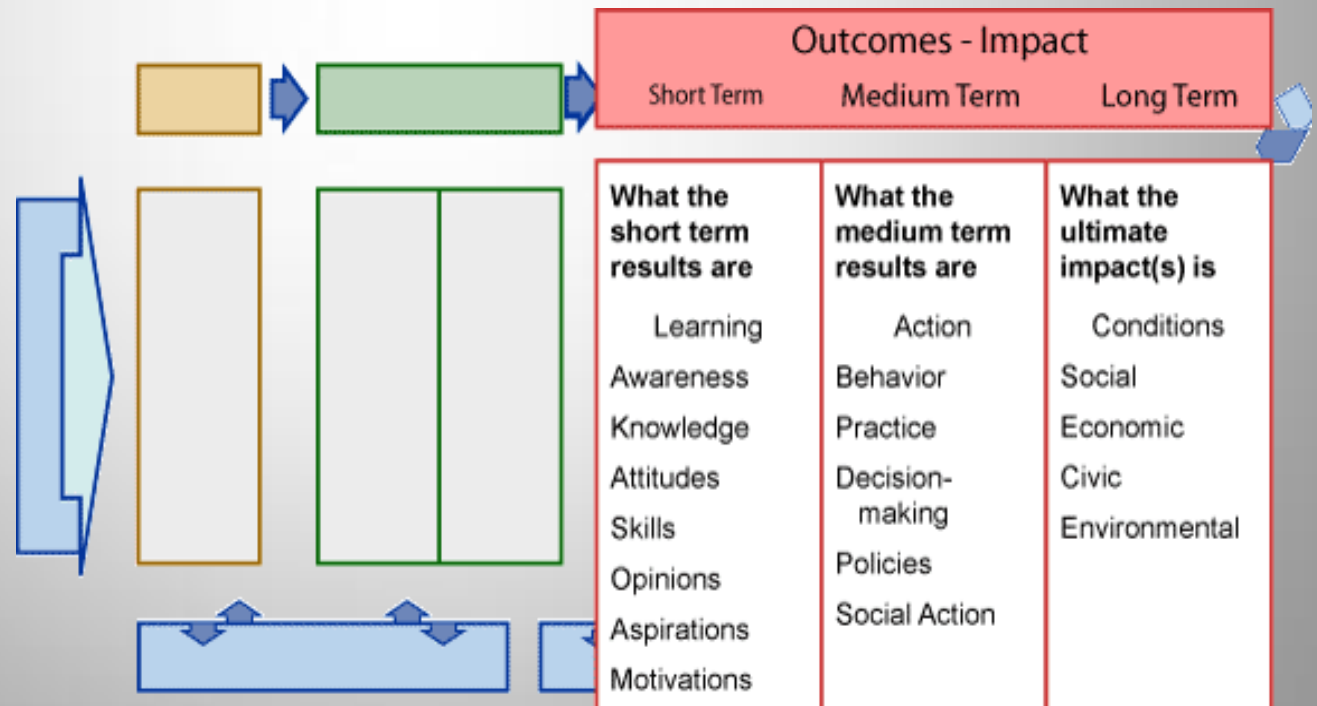 Outcomes - Impact
Short Term Medium Term Long Term
What the
short term
results are
Learning
Awareness
Knowledge
Attitudes
Skills
Opinions
Aspirations
Motivations
What the
medium term
results are
Action
Behavior
Practice
Decision-
making
Policies
Social Action
What the
ultimate
impact(s) is
Conditions
Social
Economic
Civic
Environmental